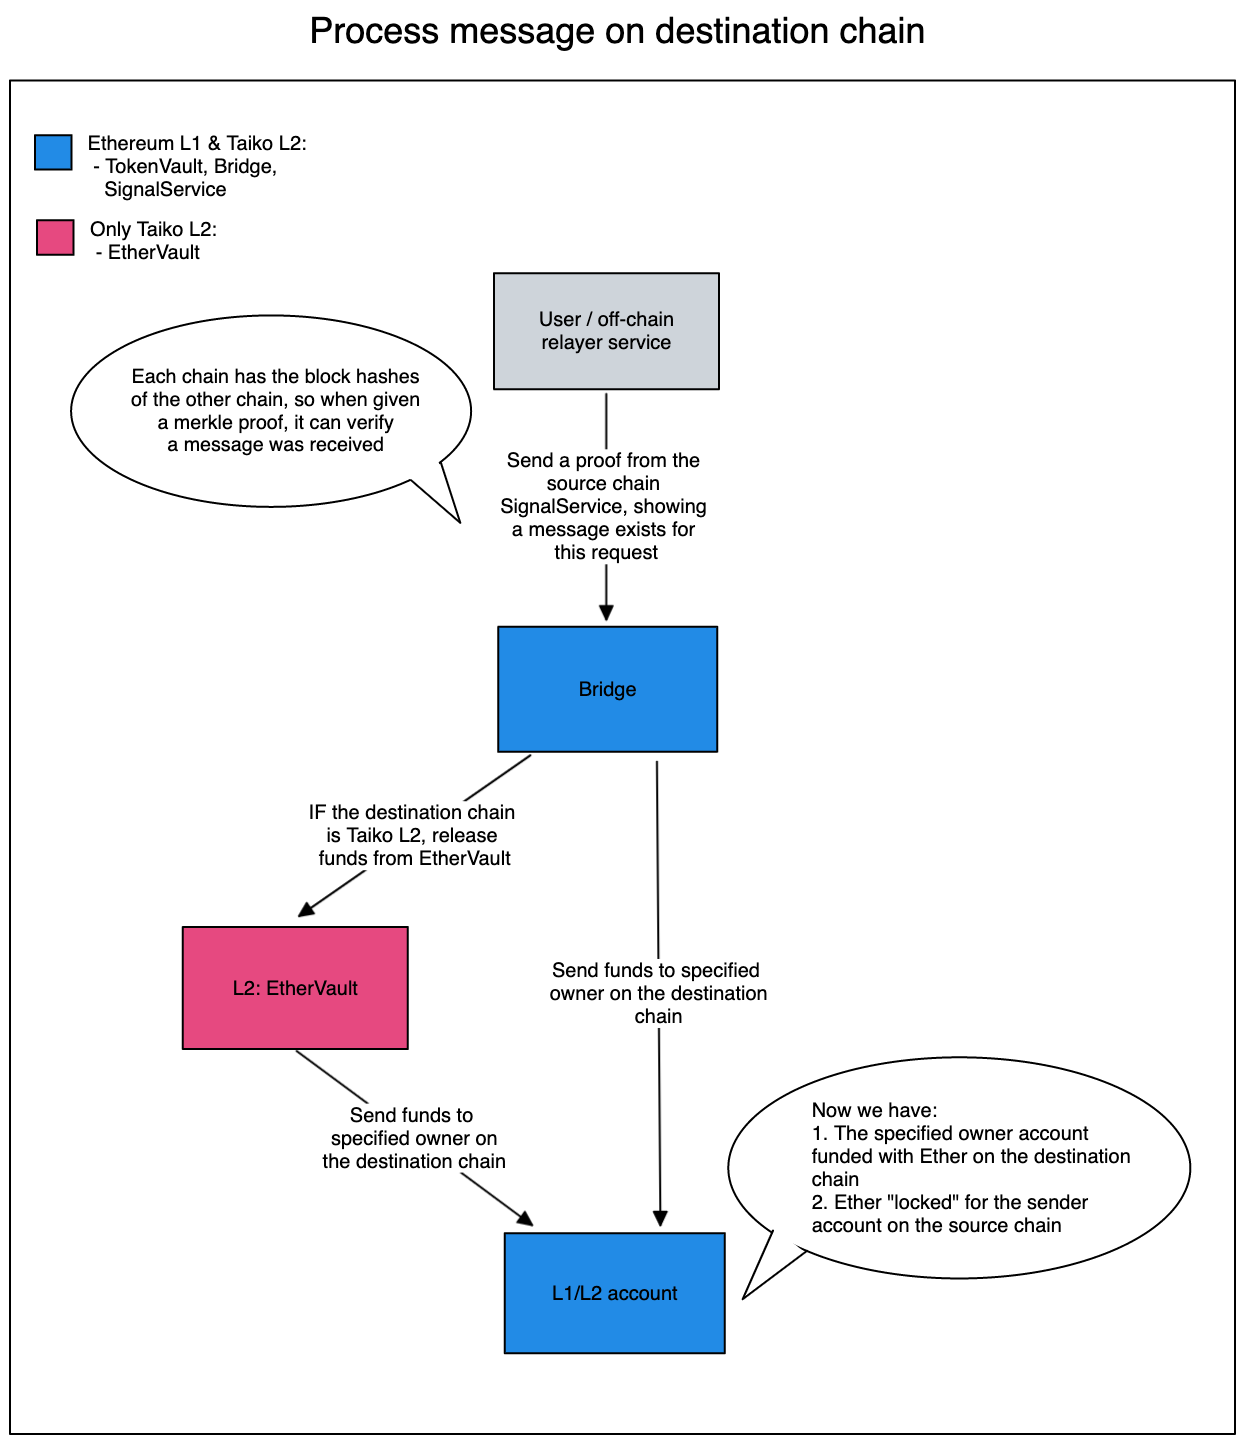 Process message on destination chain
Ethereum L1 & Taiko L2:
- TokenVault, Bridge,
SignalService
Only Taiko L2:
- EtherVault
User / off-chain
relayer service
Each chain has the block hashes
of the other chain, so when given
a merkle proof, it can verify
a message was received
Send a proof from the
source chain
SignalService, showing
a message exists for
this request
Bridge
IF the destination chain
is Taiko L2, release
funds from EtherVault
L2: EtherVault
Send funds to specified
owner on the destination
chain
Send funds to
specified owner on
the destination chain
Now we have:
1. The specified owner account
funded with Ether on the destination
chain
2. Ether "locked" for the sender
account on the source chain
L1/L2 account